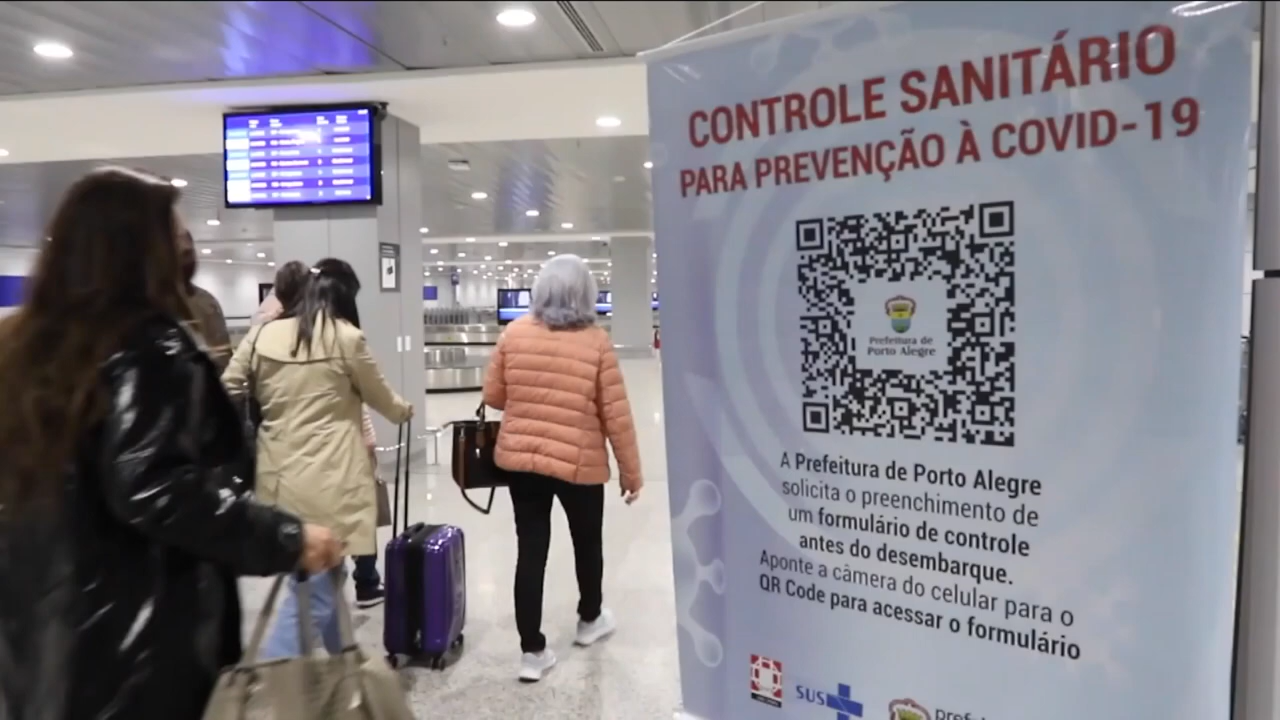 CONTROLE SANITÁRIO
PARA PREVENÇÃO À COVID-19
Prefeitura de
Porto Alegre
A Prefeitura de Porto Alegre
solicita o preenchimento de
um formulário de controle
antes do desembarque.
Aponte a câmera do celular para o
QR Code para acessar o formulário
SUS